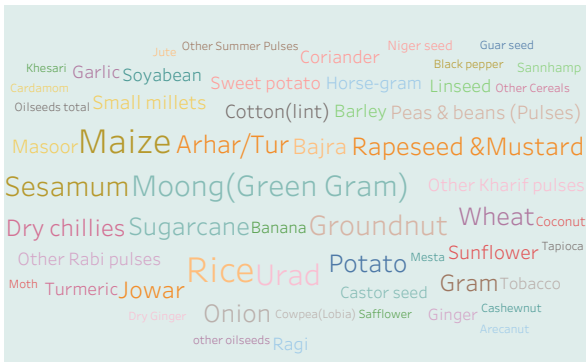 Jute
Other Summer Pulses
Niger seed
Guar seed
Khesari
Garlic
Soyabean
Coriander
Black pepper
Sannhamp
Cardamom
Sweet potato
Horse-gram
Linseed
Other Cereals
Oilseeds total
Small millets
Cotton(lint)
Barley
Peas & beans (Pulses)
Masoor
Maize
Arhar/Tur
Bajra
Rapeseed &Mustard
Sesamum
Moong(Green Gram)
Other Kharif pulses
Dry chillies
Sugarcane
Banana
Groundnut
Wheat
Coconut
Other Rabi pulses
Rice
Urad
Potato
Mesta
Sunflower
Tapioca
Moth
Turmeric
Jowar
Castor seed
Gram
Tobacco
Dry Ginger
Onion
Cowpea(Lobia)
Safflower
Ginger
Cashewnut
Arecanut
other oilseeds
Ragi